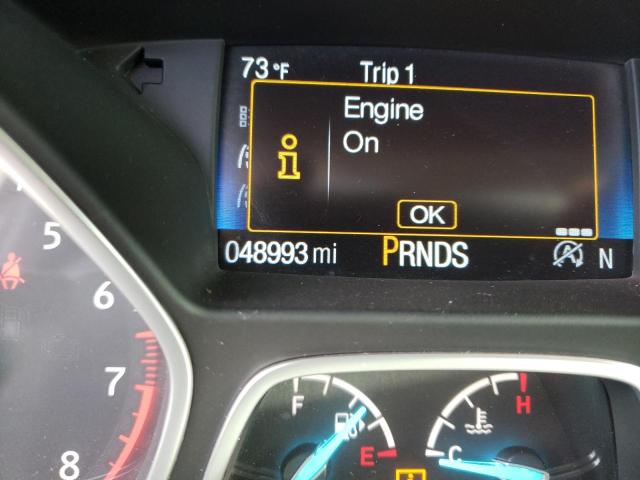 73°F Trip 1
Engine
On
OK
048993 mi PRNDS N
5
6
7
8
F
E
H
C